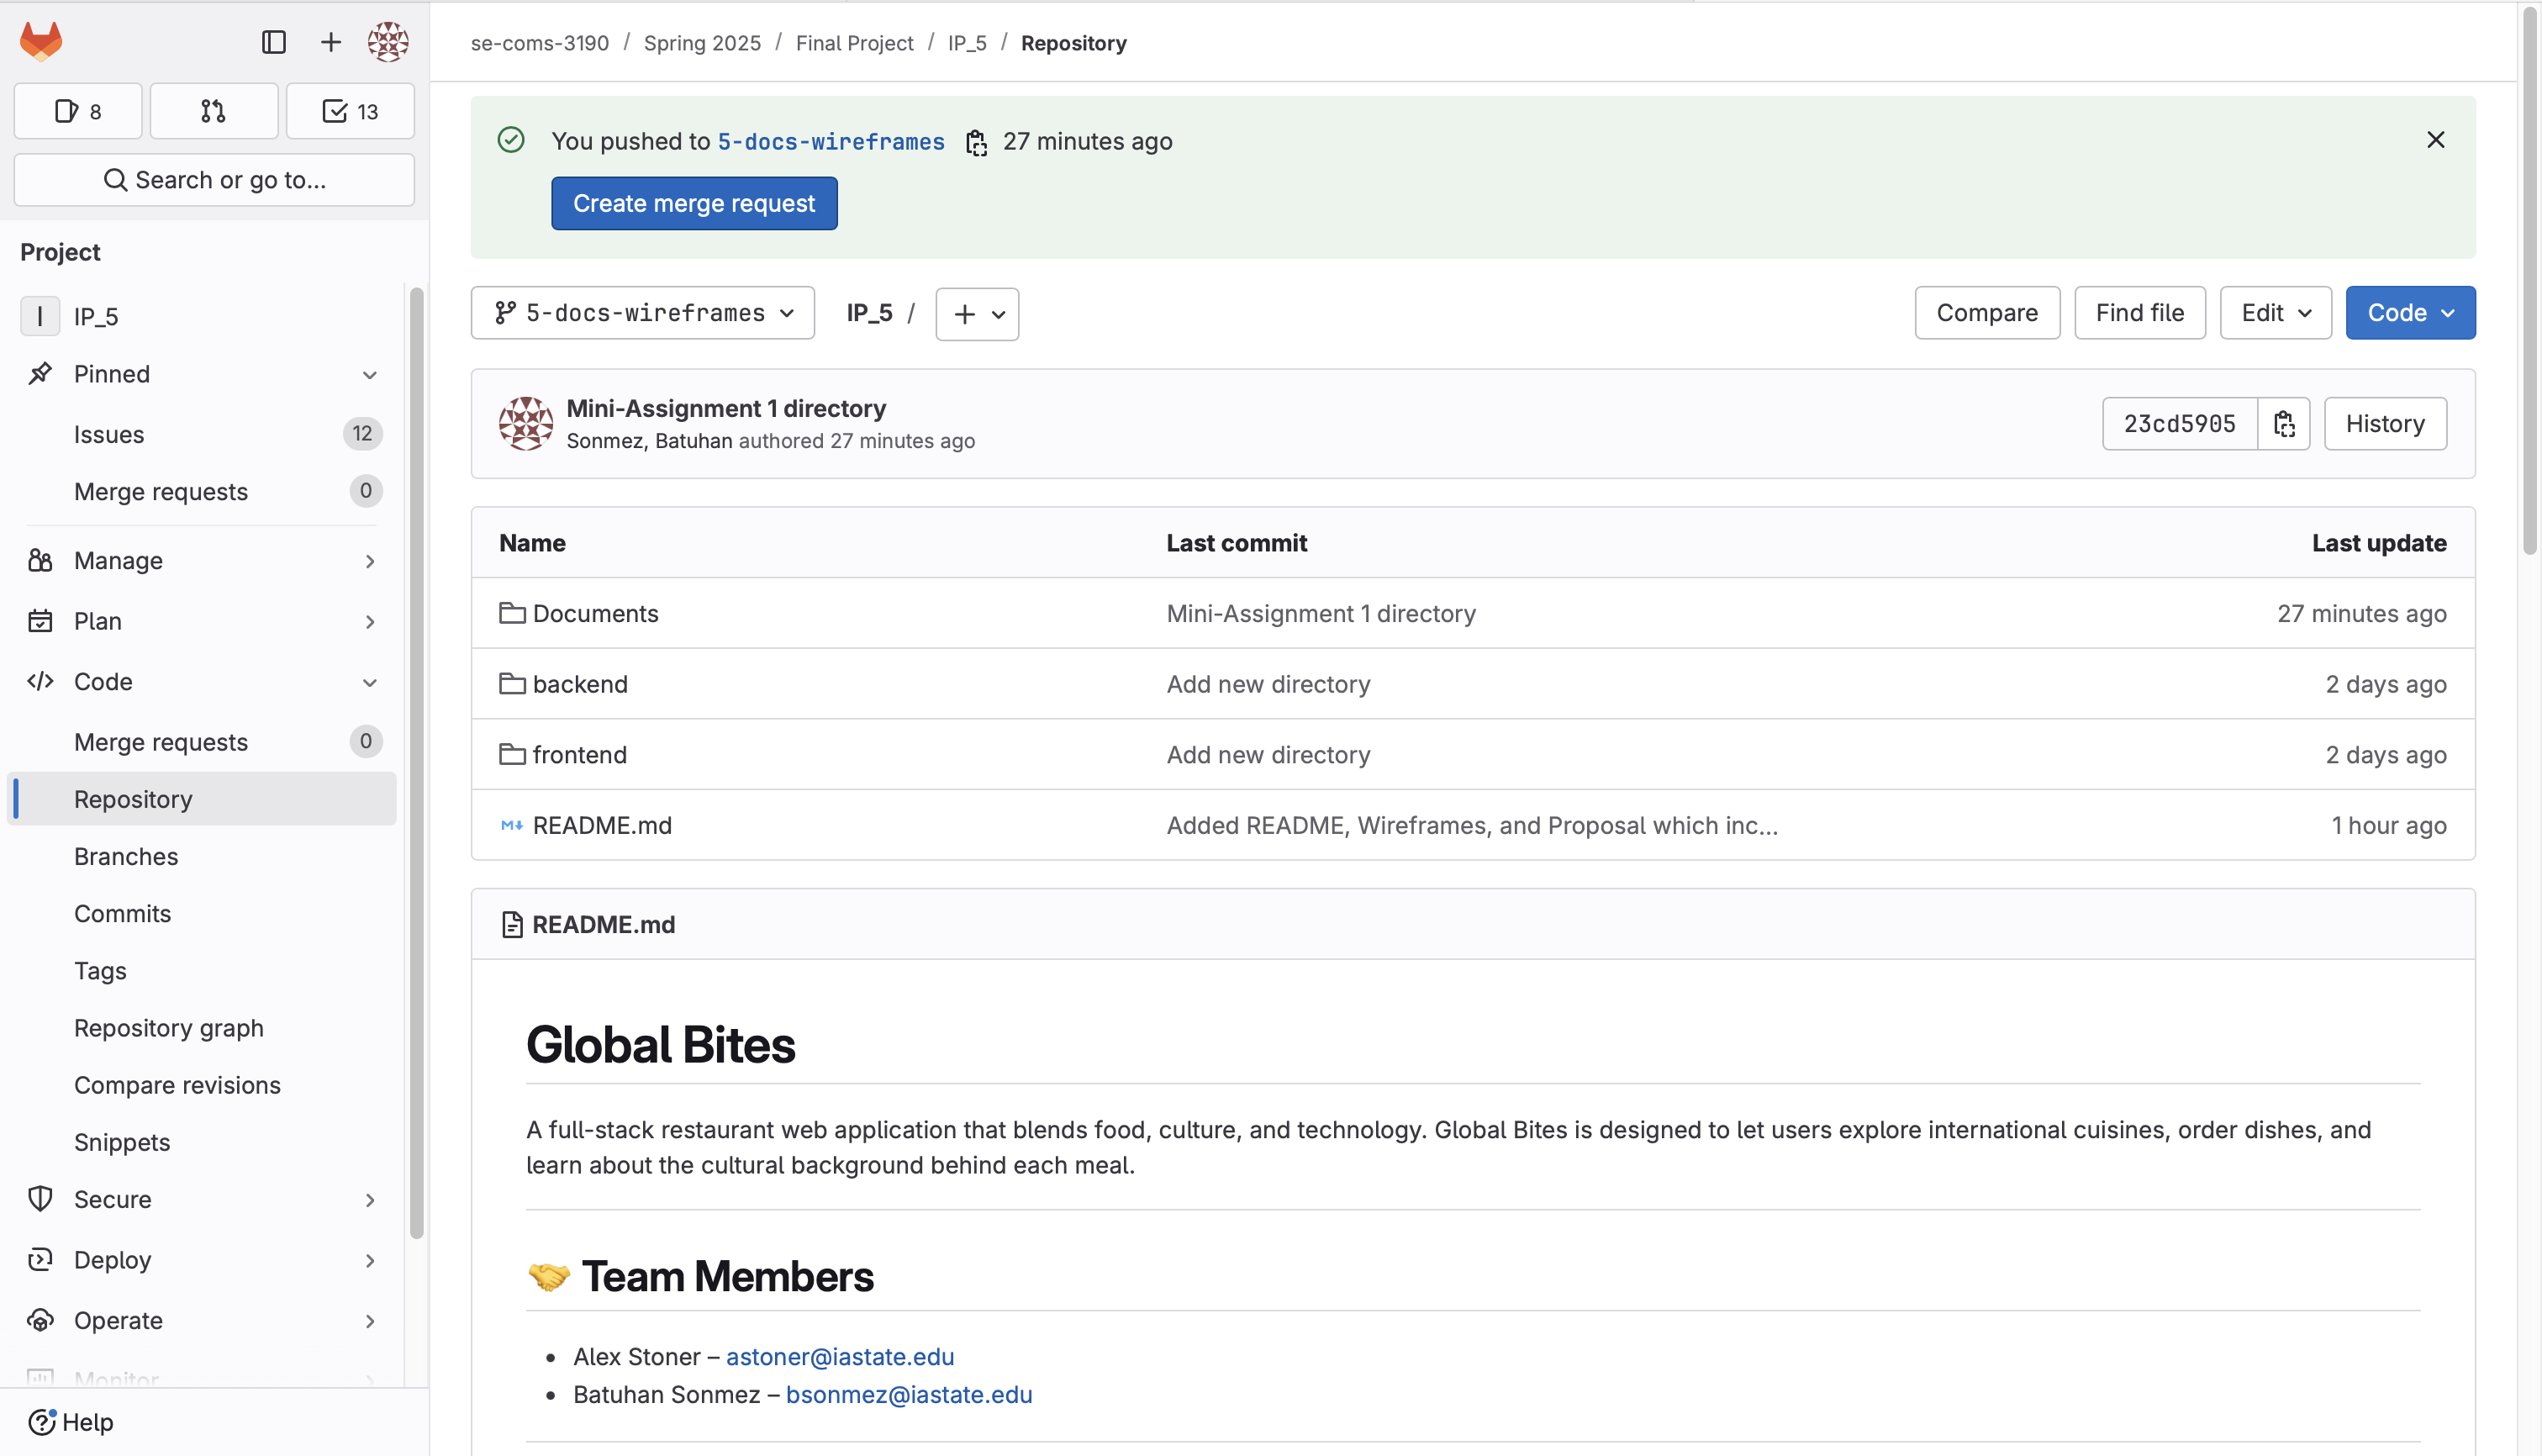 se-coms-3190 / Spring 2025 / Final Project / IP_5 / Repository
8
13
Search or go to...
Project
I IP_5
Pinned
Issues 12
Merge requests 0
Manage
Plan
Code
Merge requests 0
Repository
Branches
Commits
Tags
Repository graph
Compare revisions
Snippets
Secure
Deploy
Operate
Monitor
Help
You pushed to 5-docs-wireframes 27 minutes ago
Create merge request
5-docs-wireframes IP_5 /
Compare Find file Edit Code
Mini-Assignment 1 directory
Sonmez, Batuhan authored 27 minutes ago
23cd5905 History
Name Last commit Last update
Documents Mini-Assignment 1 directory 27 minutes ago
backend Add new directory 2 days ago
frontend Add new directory 2 days ago
README.md Added README, Wireframes, and Proposal which inc... 1 hour ago
README.md
Global Bites
A full-stack restaurant web application that blends food, culture, and technology. Global Bites is designed to let users explore international cuisines, order dishes, and
learn about the cultural background behind each meal.
🤝 Team Members
• Alex Stoner – astoner@iastate.edu
• Batuhan Sonmez – bsonmez@iastate.edu